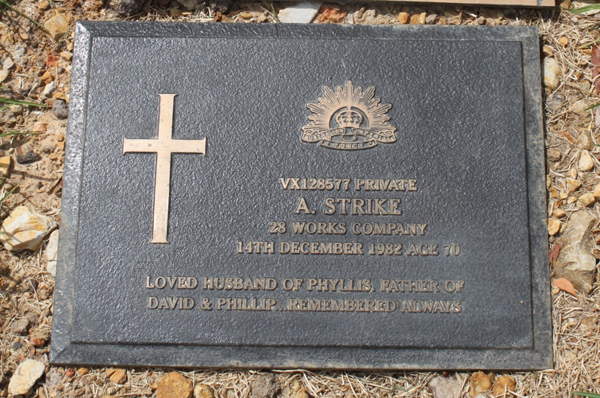 VX128577 PRIVATE
A. STRIKE
28 WORKS COMPANY
14TH DECEMBER 1982 AGE 70
LOVED HUSBAND OF PHYLLIS, FATHER OF
DAVID & PHILLIP. REMEMBERED ALWAYS